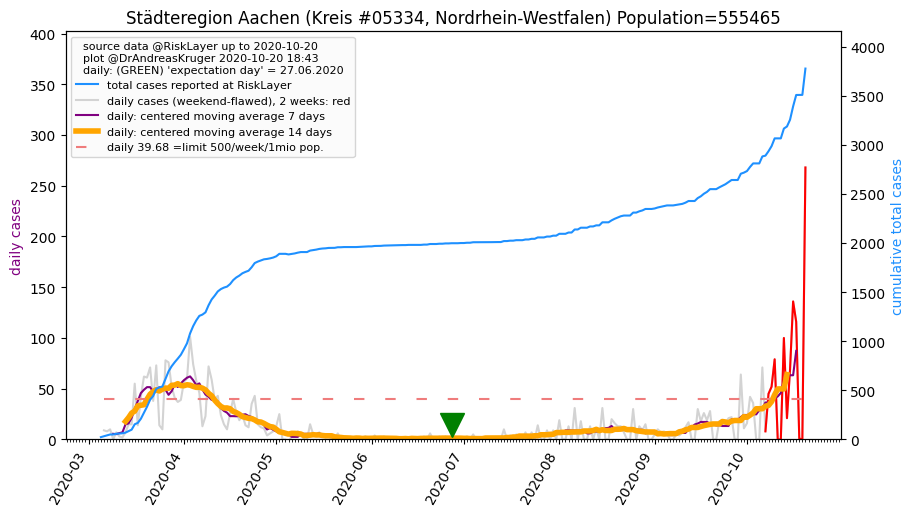 Städteregion Aachen (Kreis #05334, Nordrhein-Westfalen) Population=555465
source data @RiskLayer up to 2020-10-20
plot @DrAndreasKruger 2020-10-20 18:43
daily: (GREEN) 'expectation day' = 27.06.2020
total cases reported at RiskLayer
daily cases (weekend-flawed), 2 weeks: red
daily: centered moving average 7 days
daily: centered moving average 14 days
daily 39.68 =limit 500/week/1mio pop.
daily cases
400
350
300
250
200
150
100
50
0
cumulative total cases
4000
3500
3000
2500
2000
1500
1000
500
0
2020-03
2020-04
2020-05
2020-06
2020-07
2020-08
2020-09
2020-10